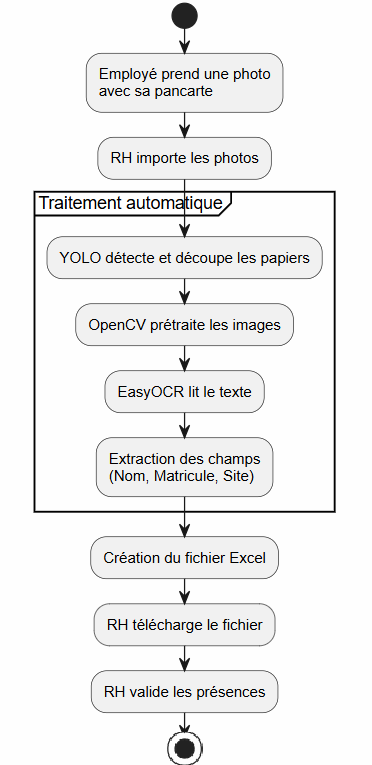 Employé prend une photo
avec sa pancarte
RH importe les photos
Traitement automatique
YOLO détecte et découpe les papiers
OpenCV prétraite les images
EasyOCR lit le texte
Extraction des champs
(Nom, Matricule, Site)
Création du fichier Excel
RH télécharge le fichier
RH valide les présences